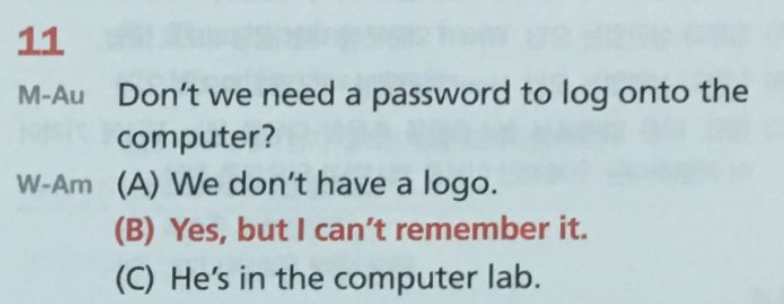 11
M-Au Don't we need a password to log onto the
computer?
W-Am (A) We don't have a logo.
(B) Yes, but I can't remember it.
(C) He's in the computer lab.